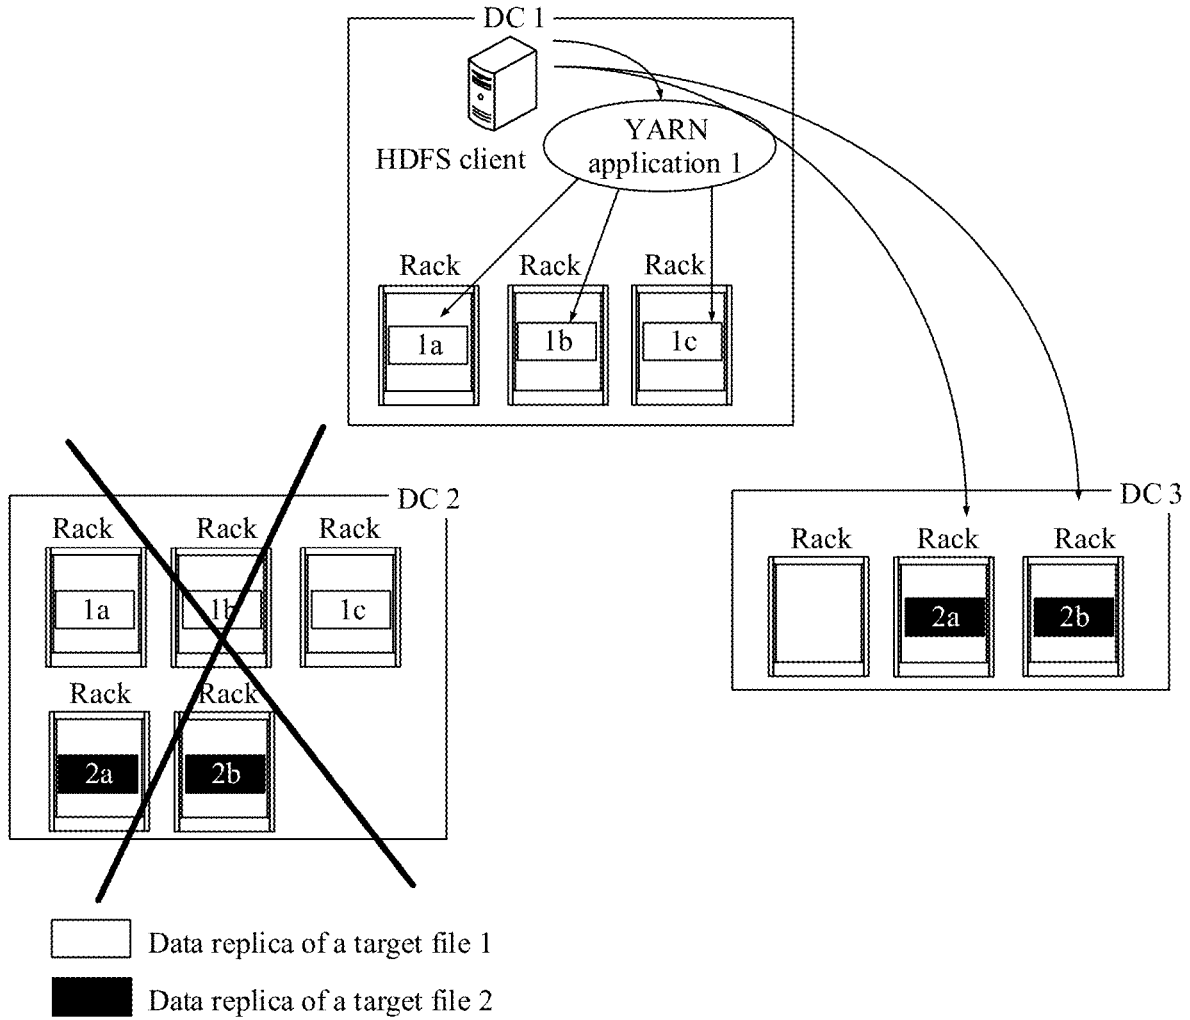 DC 1
HDFS client
YARN
application 1
Rack Rack Rack
1a 1b 1c
DC 2
Rack Rack Rack
1a 1b 1c
Rack Rack
2a 2b
DC 3
Rack Rack Rack
2a 2b
Data replica of a target file 1
Data replica of a target file 2